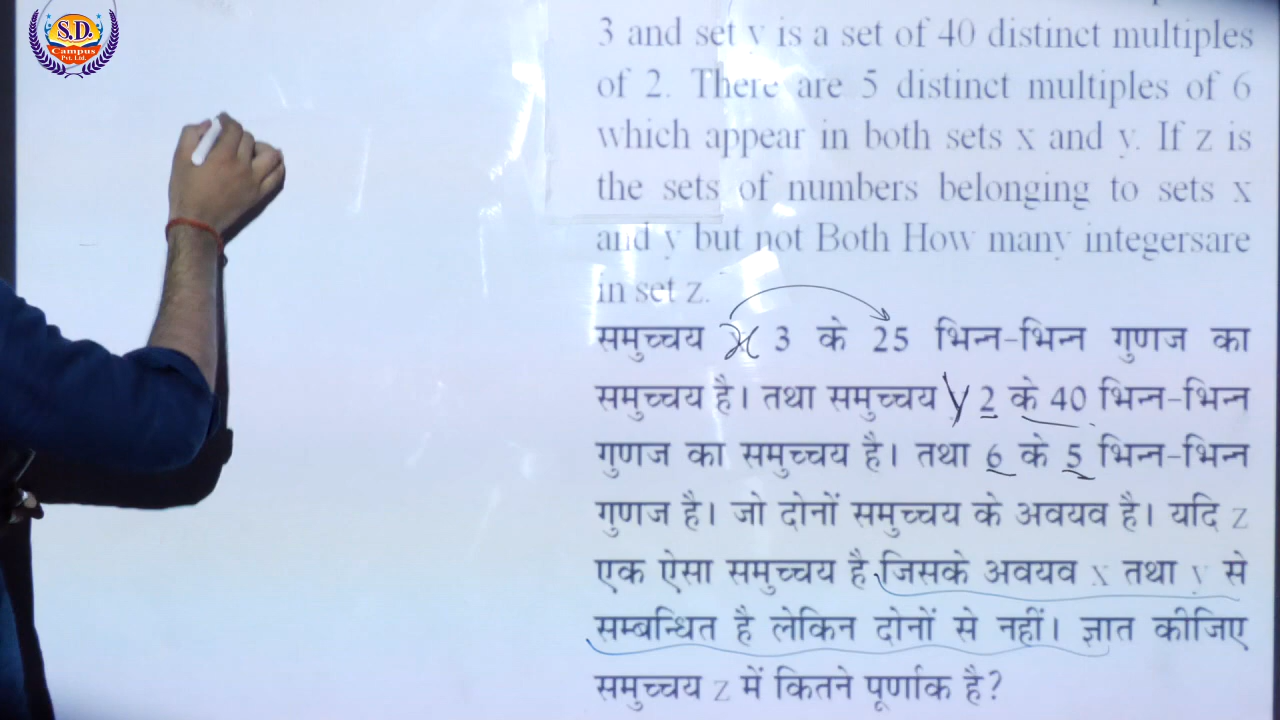 S.D.
Campus
Pvt. Ltd.
3 and set y is a set of 40 distinct multiples
of 2. There are 5 distinct multiples of 6
which appear in both sets x and y. If z is
the sets of numbers belonging to sets x
and y but not Both How many integersare
in set z.
समुच्चय x 3 के 25 भिन्न-भिन्न गुणज का
समुच्चय है। तथा समुच्चय y 2 के 40 भिन्न-भिन्न
गुणज का समुच्चय है। तथा 6 के 5 भिन्न-भिन्न
गुणज है। जो दोनों समुच्चय के अवयव है। यदि z
एक ऐसा समुच्चय है जिसके अवयव x तथा y से
सम्बन्धित है लेकिन दोनों से नहीं। ज्ञात कीजिए
समुच्चय z में कितने पूर्णाक है?